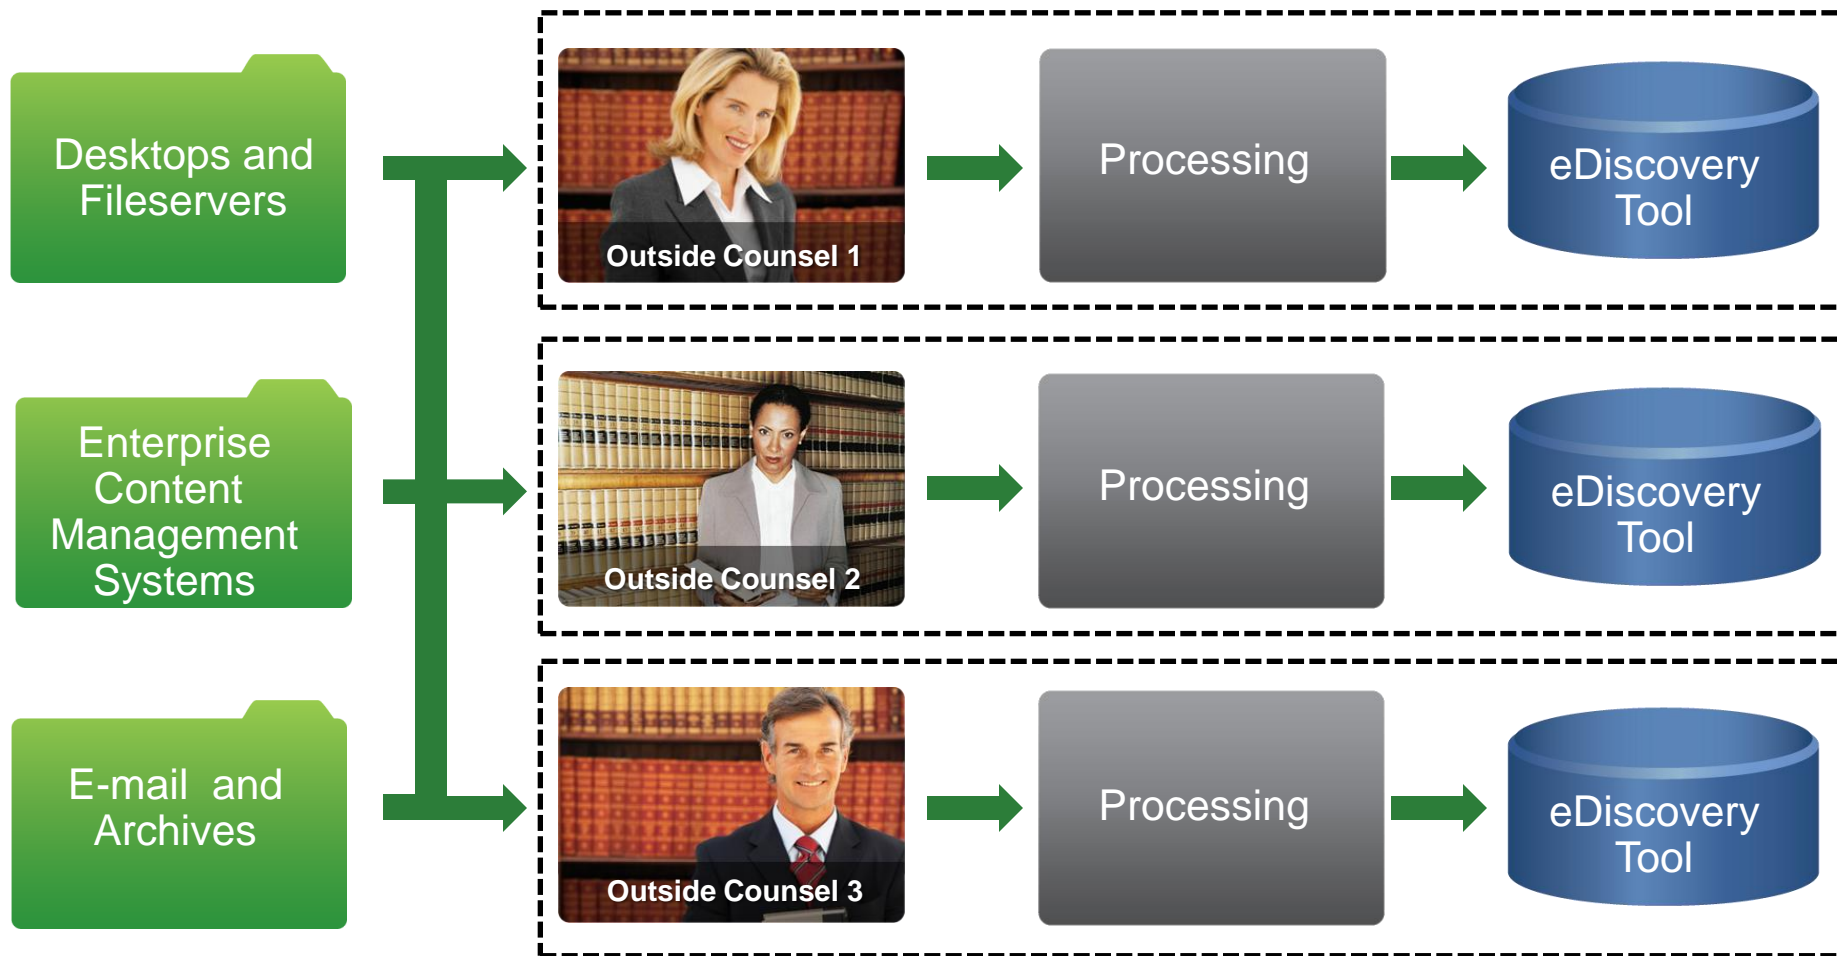 Desktops and
Fileservers
Outside Counsel 1
Processing
eDiscovery
Tool
Enterprise
Content
Management
Systems
Outside Counsel 2
Processing
eDiscovery
Tool
E-mail  and
Archives
Outside Counsel 3
Processing
eDiscovery
Tool